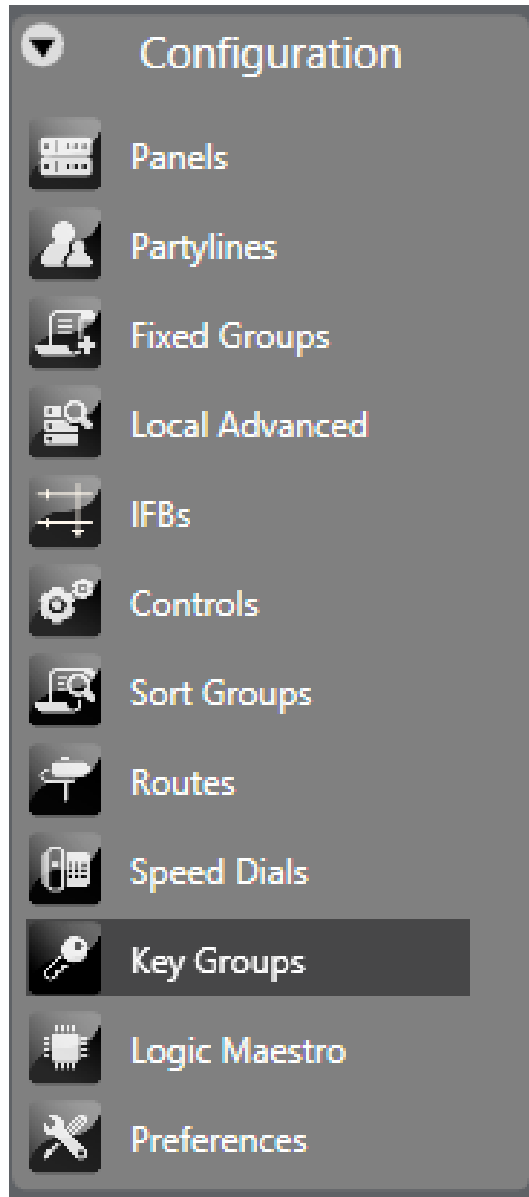 Configuration
Panels
Partylines
Fixed Groups
Local Advanced
IFBs
Controls
Sort Groups
Routes
Speed Dials
Key Groups
Logic Maestro
Preferences